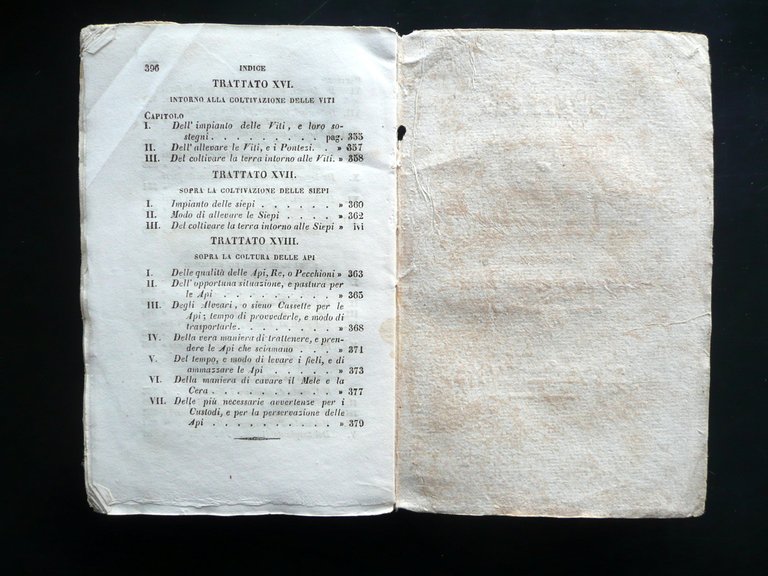 396 INDICE
TRATTATO XVI.
INTORNO ALLA COLTIVAZIONE DELLE VITI
CAPITOLO
I. Dell' impianto delle Viti, e loro so-
stegni . . . . . . . . . pag. 355
II. Dell' allevare le Viti, e i Pontezi. . » 357
III. Del coltivare la terra intorno alle Viti. » 358
TRATTATO XVII.
SOPRA LA COLTIVAZIONE DELLE SIEPI
I. Impianto delle siepi . . . . . . » 360
II. Modo di allevare le Siepi . . . . » 362
III. Del coltivare la terra intorno alle Siepi » ivi
TRATTATO XVIII.
SOPRA LA COLTURA DELLE API
I. Delle qualità delle Api, Re, o Pecchioni » 363
II. Dell' opportuna situazione, e pastura per
le Api . . . . . . . . . . » 365
III. Degli Alveari, o sieno Cassette per le
Api; tempo di provvederle, e modo di
trasportarle. . . . . . . . . » 368
IV. Della vera maniera di trattenere, e pren-
dere le Api che sciamano . . . . » 371
V. Del tempo, e modo di levare i fieli, e di
ammazzare le Api . . . . . . » 373
VI. Della maniera di cavare il Mele e la
Cera . . . . . . . . . . » 377
VII. Delle più necessarie avvertenze per i
Custodi, e per la perservazione delle
Api . . . . . . . . . . » 379